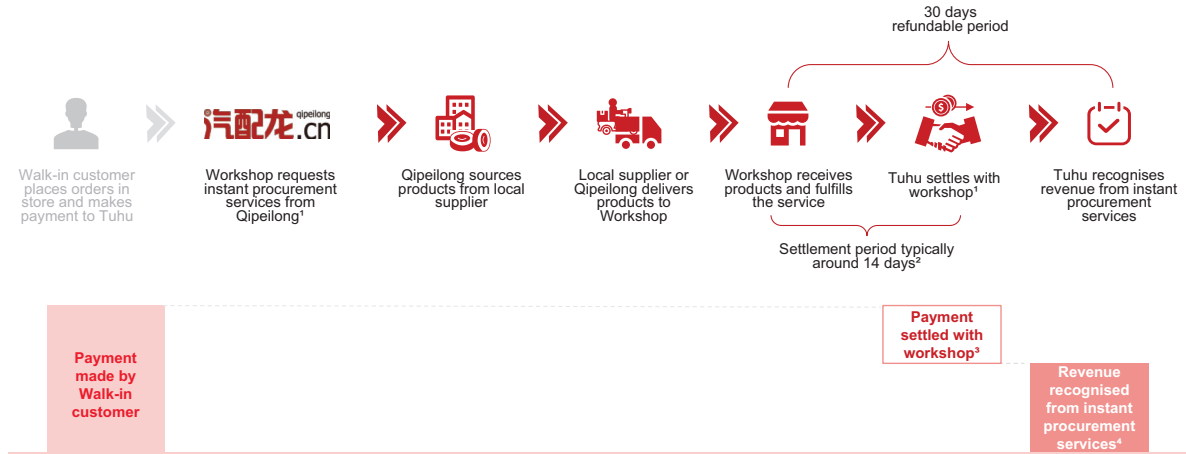 30 days
refundable period
汽配龙.cn
qipeilong
$
Walk-in customer
places orders in
store and makes
payment to Tuhu
Workshop requests
instant procurement
services from
Qipeilong¹
Qipeilong sources
products from local
supplier
Local supplier or
Qipeilong delivers
products to
Workshop
Workshop receives
products and fulfills
the service
Tuhu settles with
workshop¹
Tuhu recognises
revenue from instant
procurement
services
Settlement period typically
around 14 days²
Payment
made by
Walk-in
customer
Payment
settled with
workshop³
Revenue
recognised
from instant
procurement
services⁴